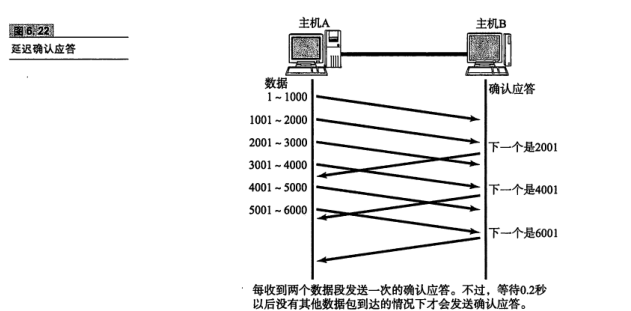 图6.22
延迟确认应答
主机A
主机B
数据
确认应答
1~1000
1001~2000
2001~3000
下一个是2001
3001~4000
4001~5000
下一个是4001
5001~6000
下一个是6001
每收到两个数据段发送一次的确认应答。不过，等待0.2秒
以后没有其他数据包到达的情况下才会发送确认应答。